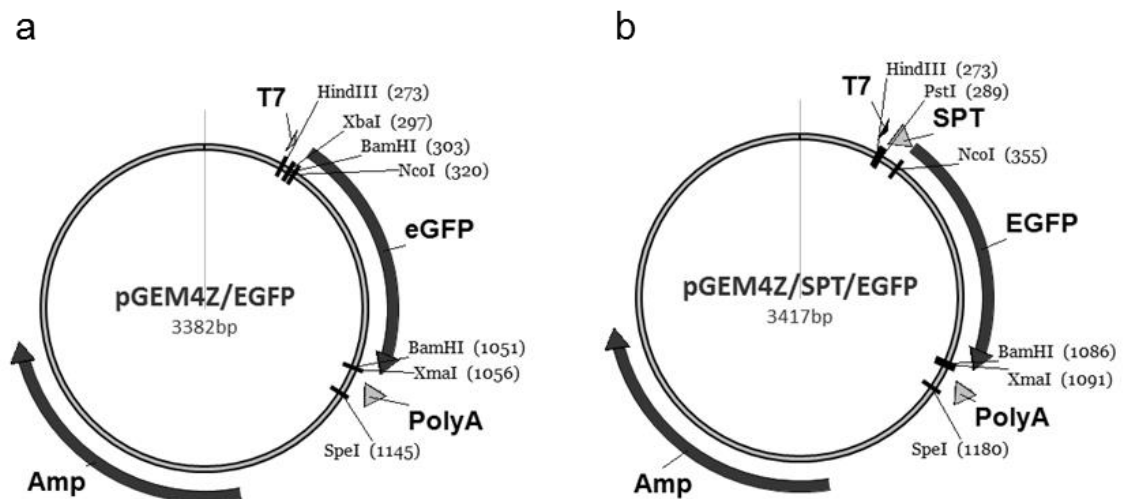 a
T7
HindIII (273)
XbaI (297)
BamHI (303)
NcoI (320)
eGFP
pGEM4Z/EGFP
3382bp
BamHI (1051)
XmaI (1056)
PolyA
SpeI (1145)
Amp
b
HindIII (273)
T7
PstI (289)
SPT
NcoI (355)
EGFP
pGEM4Z/SPT/EGFP
3417bp
BamHI (1086)
XmaI (1091)
PolyA
SpeI (1180)
Amp